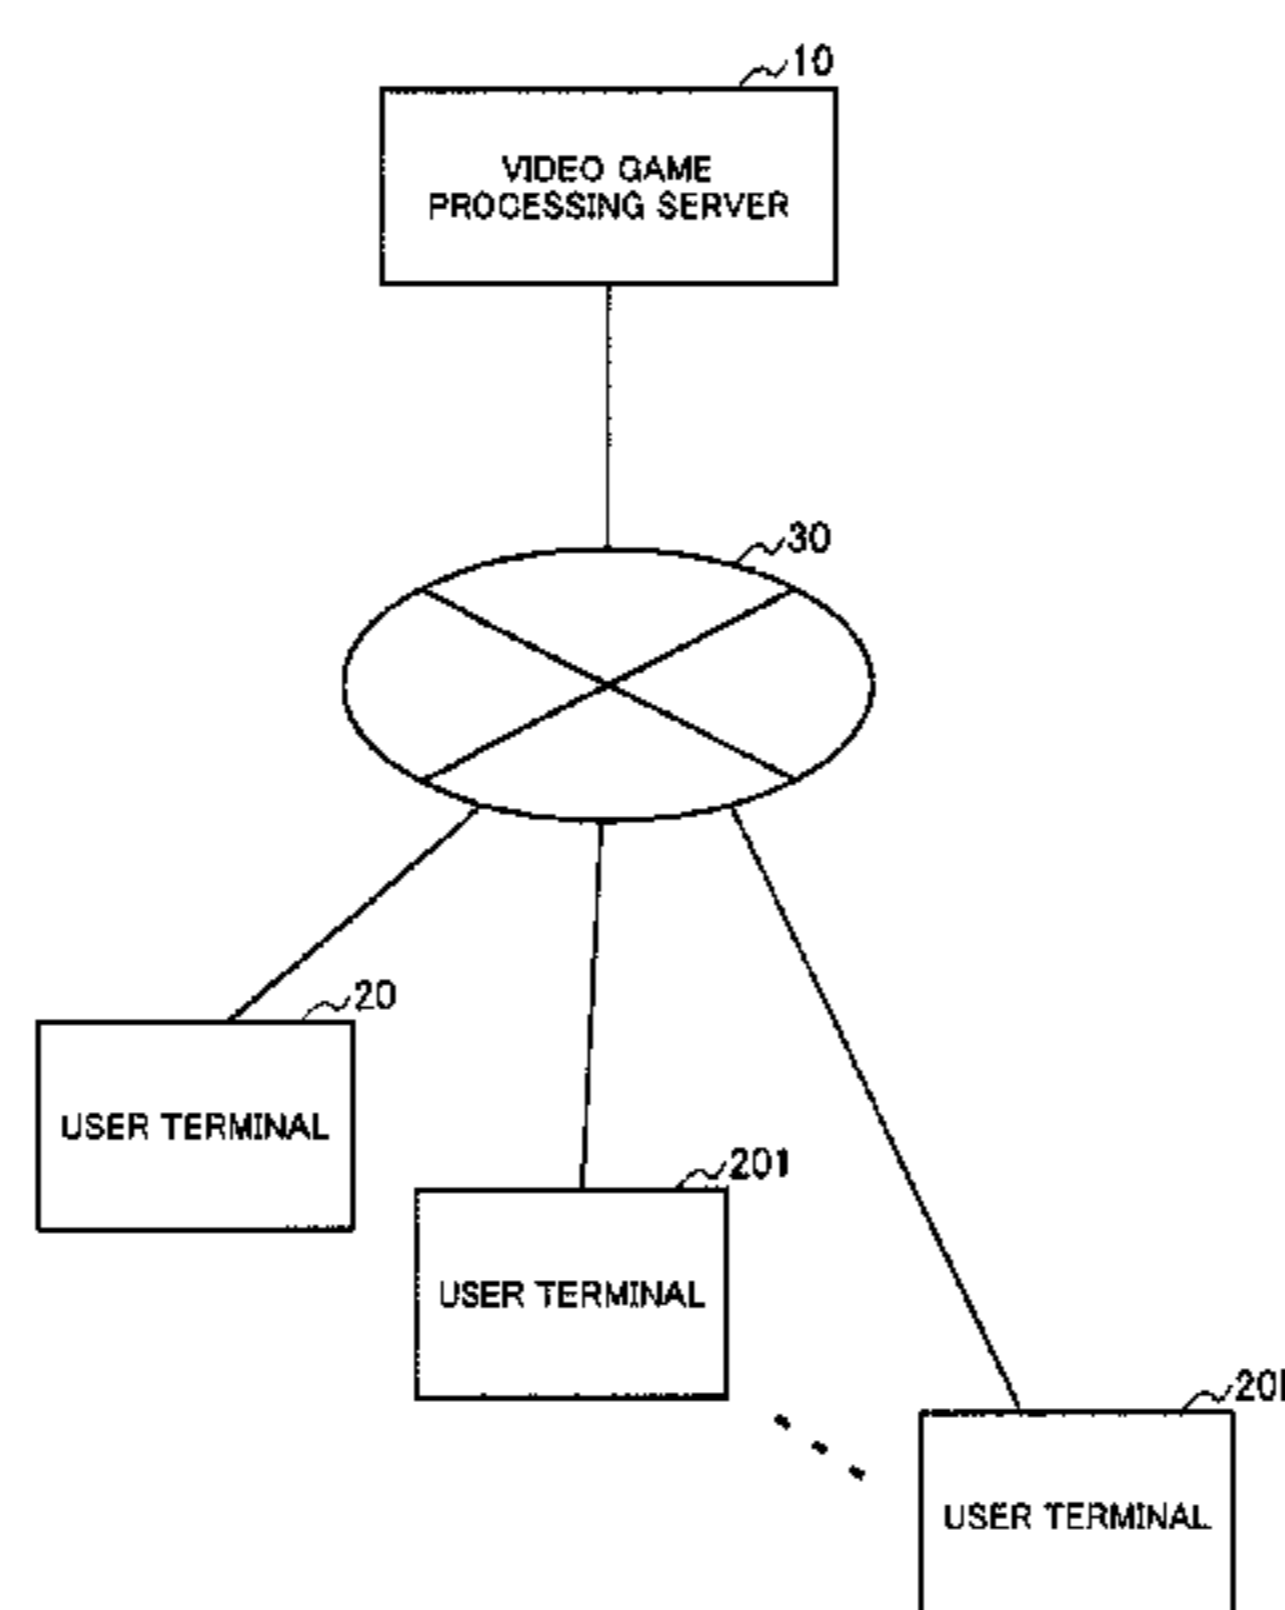 10
VIDEO GAME
PROCESSING SERVER
30
20
USER TERMINAL
201
USER TERMINAL
USER TERMINAL